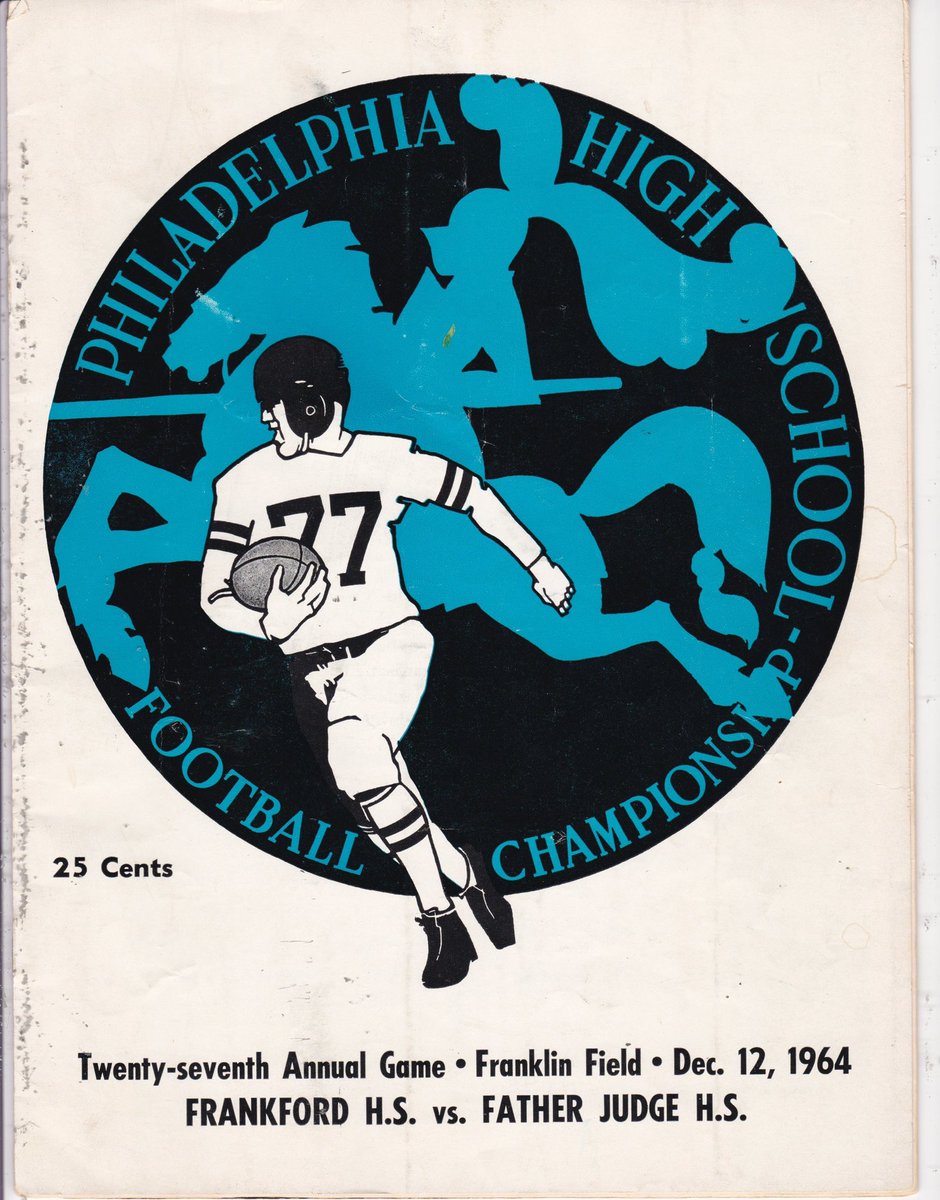 PHILADELPHIA HIGH SCHOOL-
FOOTBALL CHAMPIONSHIP
77
25 Cents
Twenty-seventh Annual Game • Franklin Field • Dec. 12, 1964
FRANKFORD H.S. vs. FATHER JUDGE H.S.